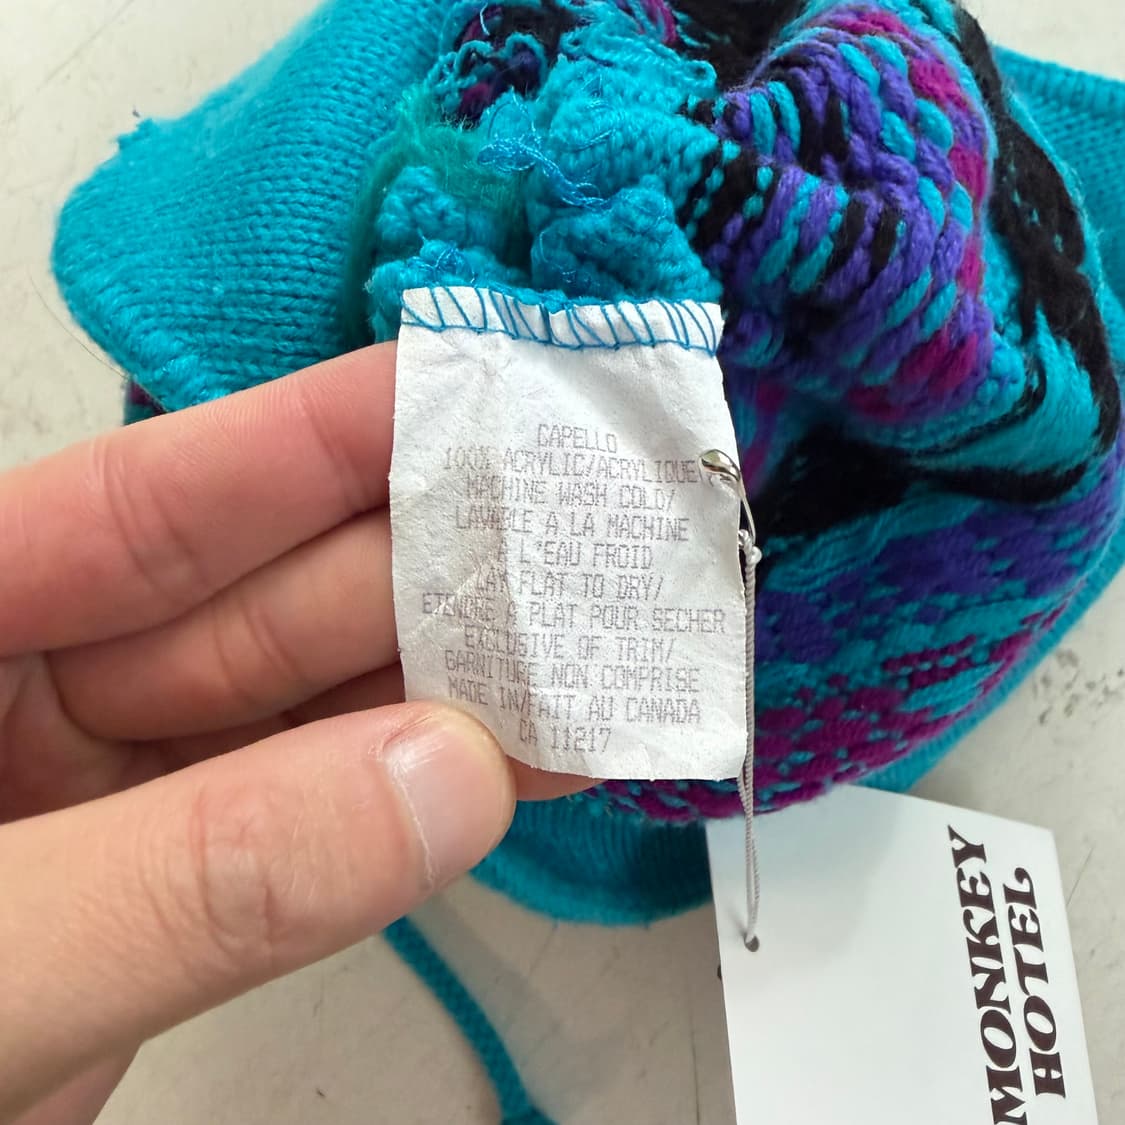 CAPELLO
100% ACRYLIC/ACRYLIQUE
MACHINE WASH COLD/
LAVABLE A LA MACHINE
A L'EAU FROID
LAY FLAT TO DRY/
ETENDRE A PLAT POUR SECHER
EXCLUSIVE OF TRIM/
GARNITURE NON COMPRISE
MADE IN/FAIT AU CANADA
CA 11217
MONKEY
HOTEL